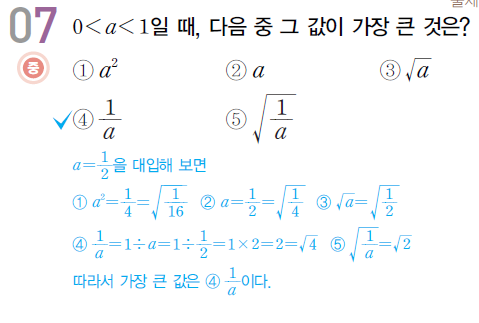 07 0<a<1일 때, 다음 중 그 값이 가장 큰 것은?
중
① a² ② a ③ √a
④ 1/a ⑤ √(1/a)
a=1/2을 대입해 보면
① a²=1/4=√(1/16) ② a=1/2=√(1/4) ③ √a=√(1/2)
④ 1/a=1÷a=1÷1/2=1×2=2=√4 ⑤ √(1/a)=√2
따라서 가장 큰 값은 ④ 1/a이다.